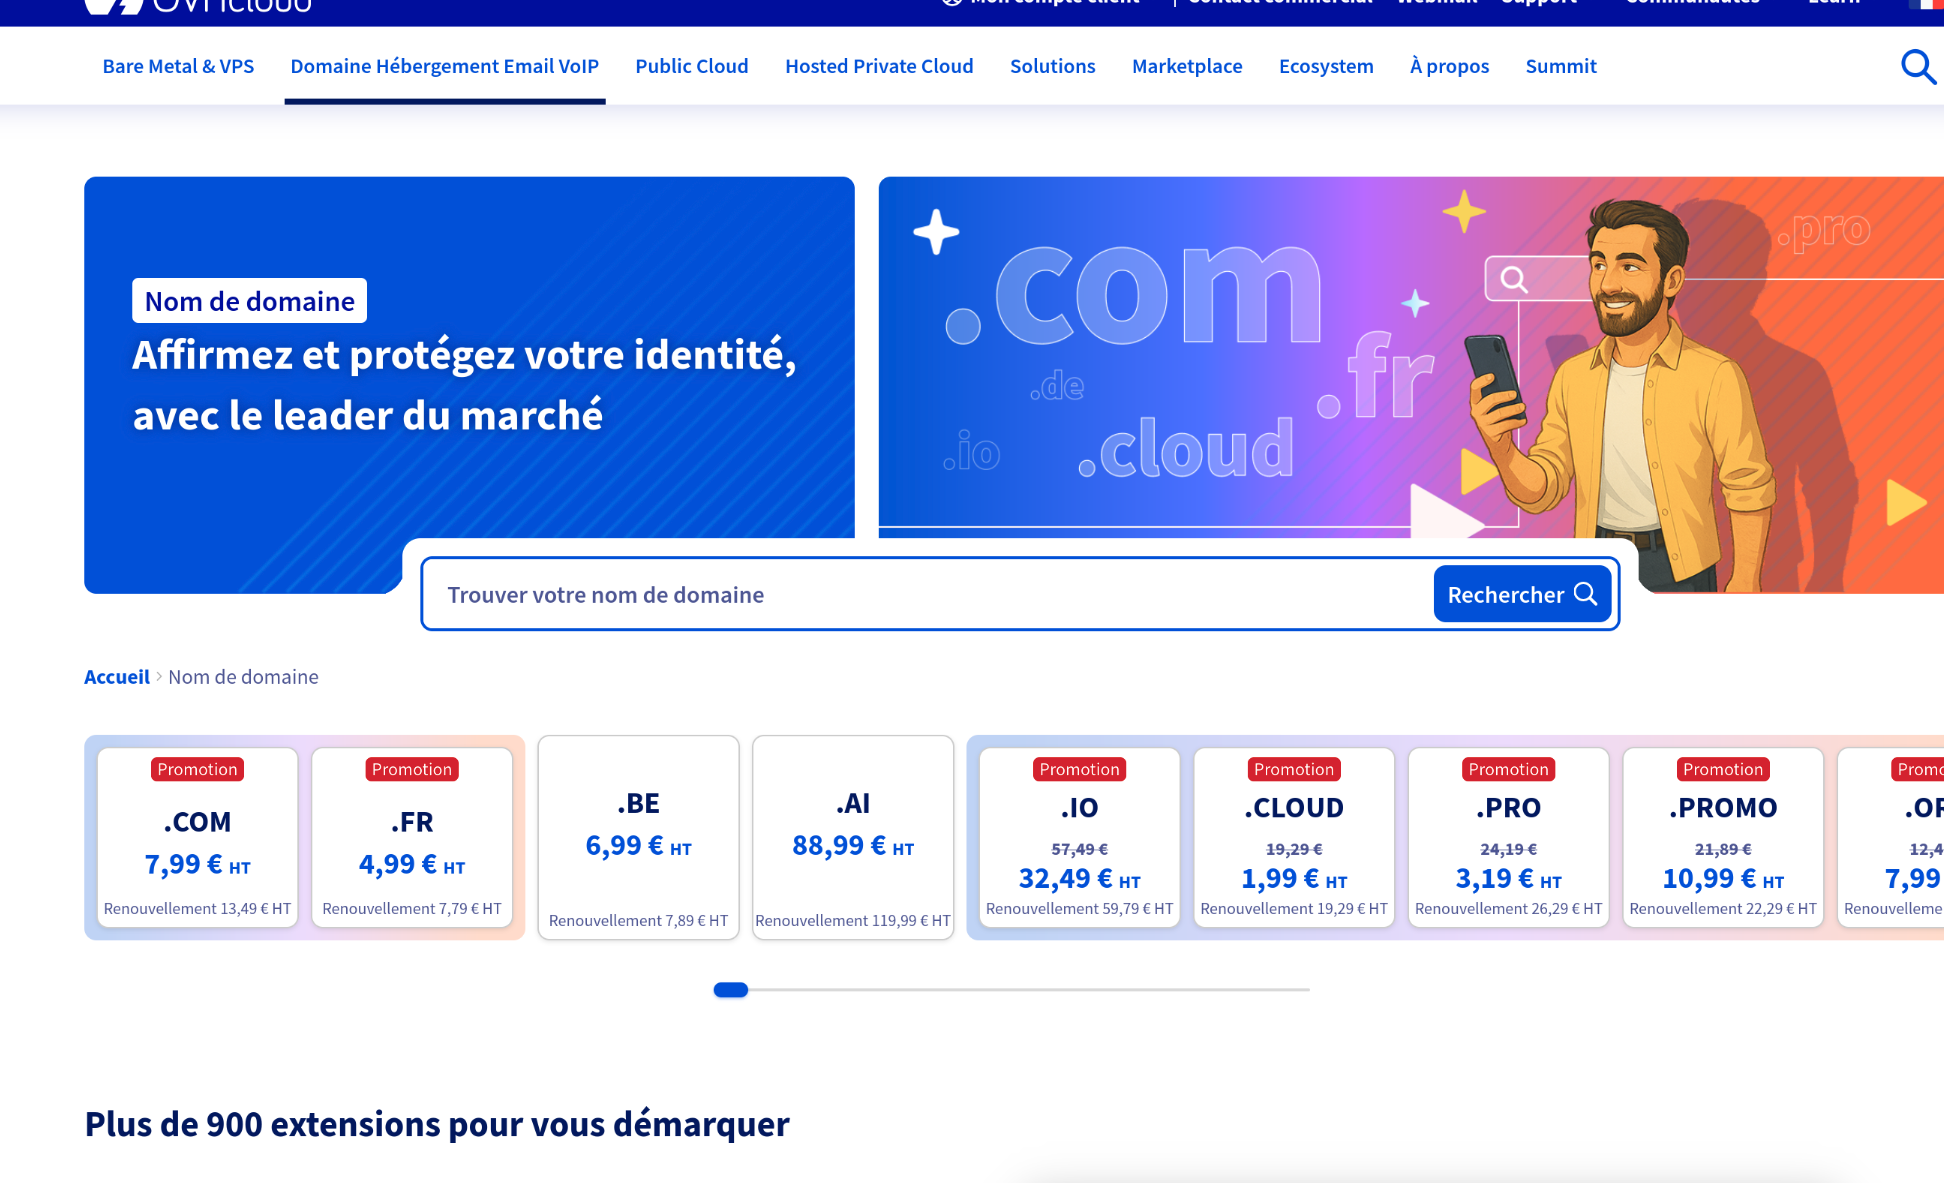 OVHcloud
Mon compte client
Contact commercial
Webmail
Support
Communautés
Learn
Bare Metal & VPS
Domaine Hébergement Email VoIP
Public Cloud
Hosted Private Cloud
Solutions
Marketplace
Ecosystem
À propos
Summit
Nom de domaine
Affirmez et protégez votre identité,
avec le leader du marché
.com
.pro
.fr
.de
.cloud
.io
Trouver votre nom de domaine
Rechercher
Accueil > Nom de domaine
Promotion
.COM
7,99 € HT
Renouvellement 13,49 € HT
Promotion
.FR
4,99 € HT
Renouvellement 7,79 € HT
.BE
6,99 € HT
Renouvellement 7,89 € HT
.AI
88,99 € HT
Renouvellement 119,99 € HT
Promotion
.IO
57,49 €
32,49 € HT
Renouvellement 59,79 € HT
Promotion
.CLOUD
19,29 €
1,99 € HT
Renouvellement 19,29 € HT
Promotion
.PRO
24,19 €
3,19 € HT
Renouvellement 26,29 € HT
Promotion
.PROMO
21,89 €
10,99 € HT
Renouvellement 22,29 € HT
Promo
.OR
12,4
7,99
Renouvelleme
Plus de 900 extensions pour vous démarquer